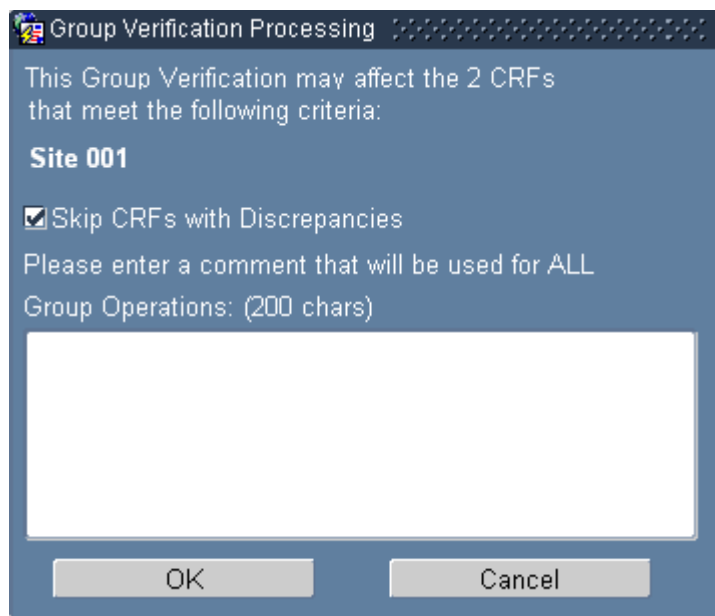 Group Verification Processing
This Group Verification may affect the 2 CRFs
that meet the following criteria:
Site 001
Skip CRFs with Discrepancies
Please enter a comment that will be used for ALL
Group Operations: (200 chars)
OK Cancel